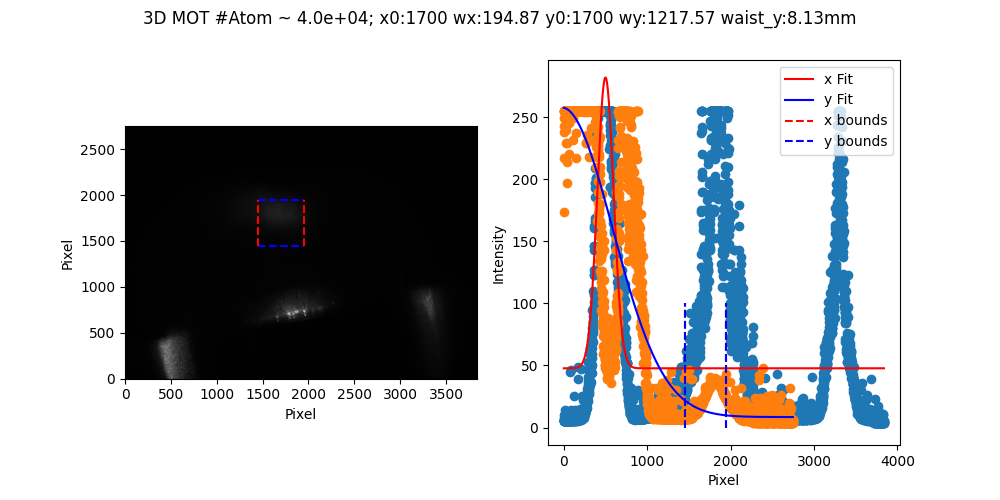 3D MOT #Atom ~ 4.0e+04; x0:1700 wx:194.87 y0:1700 wy:1217.57 waist_y:8.13mm
2500
2000
1500
1000
500
0
Pixel
0 500 1000 1500 2000 2500 3000 3500
Pixel
250
200
150
100
50
0
Intensity
x Fit
y Fit
x bounds
y bounds
0 1000 2000 3000 4000
Pixel